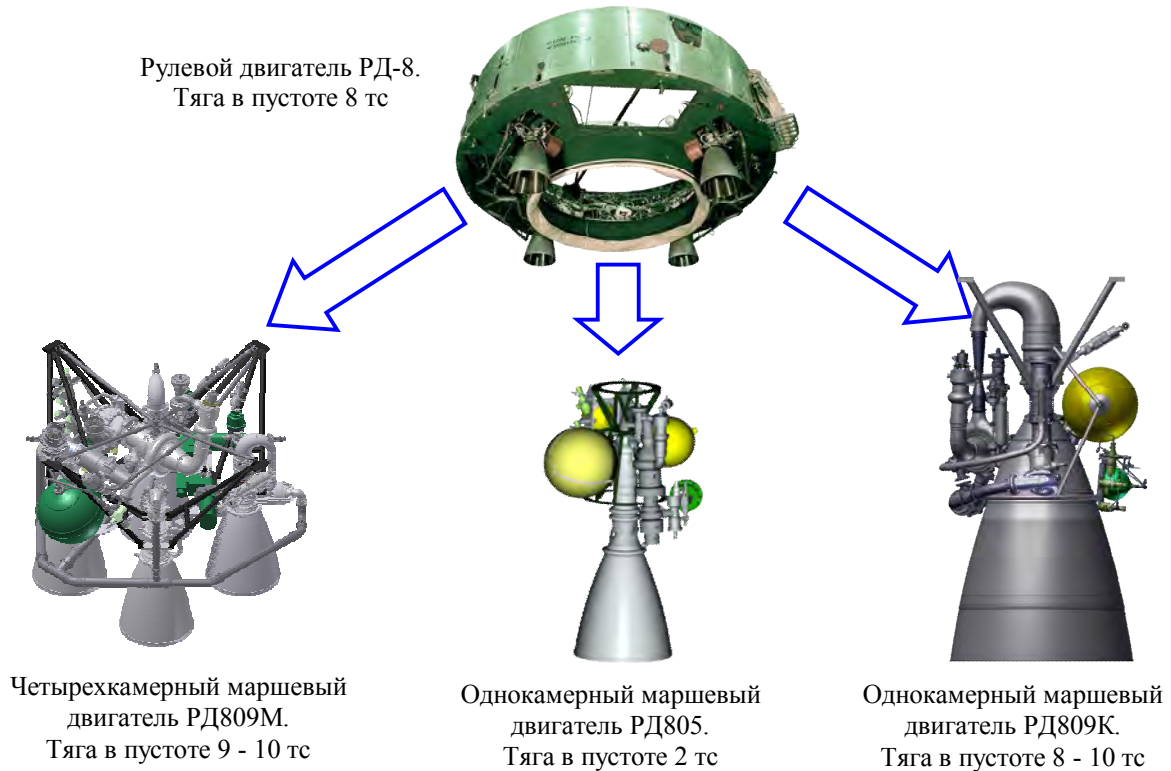 Рулевой двигатель РД-8.
Тяга в пустоте 8 тс
Четырехкамерный маршевый
двигатель РД809М.
Тяга в пустоте 9 - 10 тс
Однокамерный маршевый
двигатель РД805.
Тяга в пустоте 2 тс
Однокамерный маршевый
двигатель РД809К.
Тяга в пустоте 8 - 10 тс